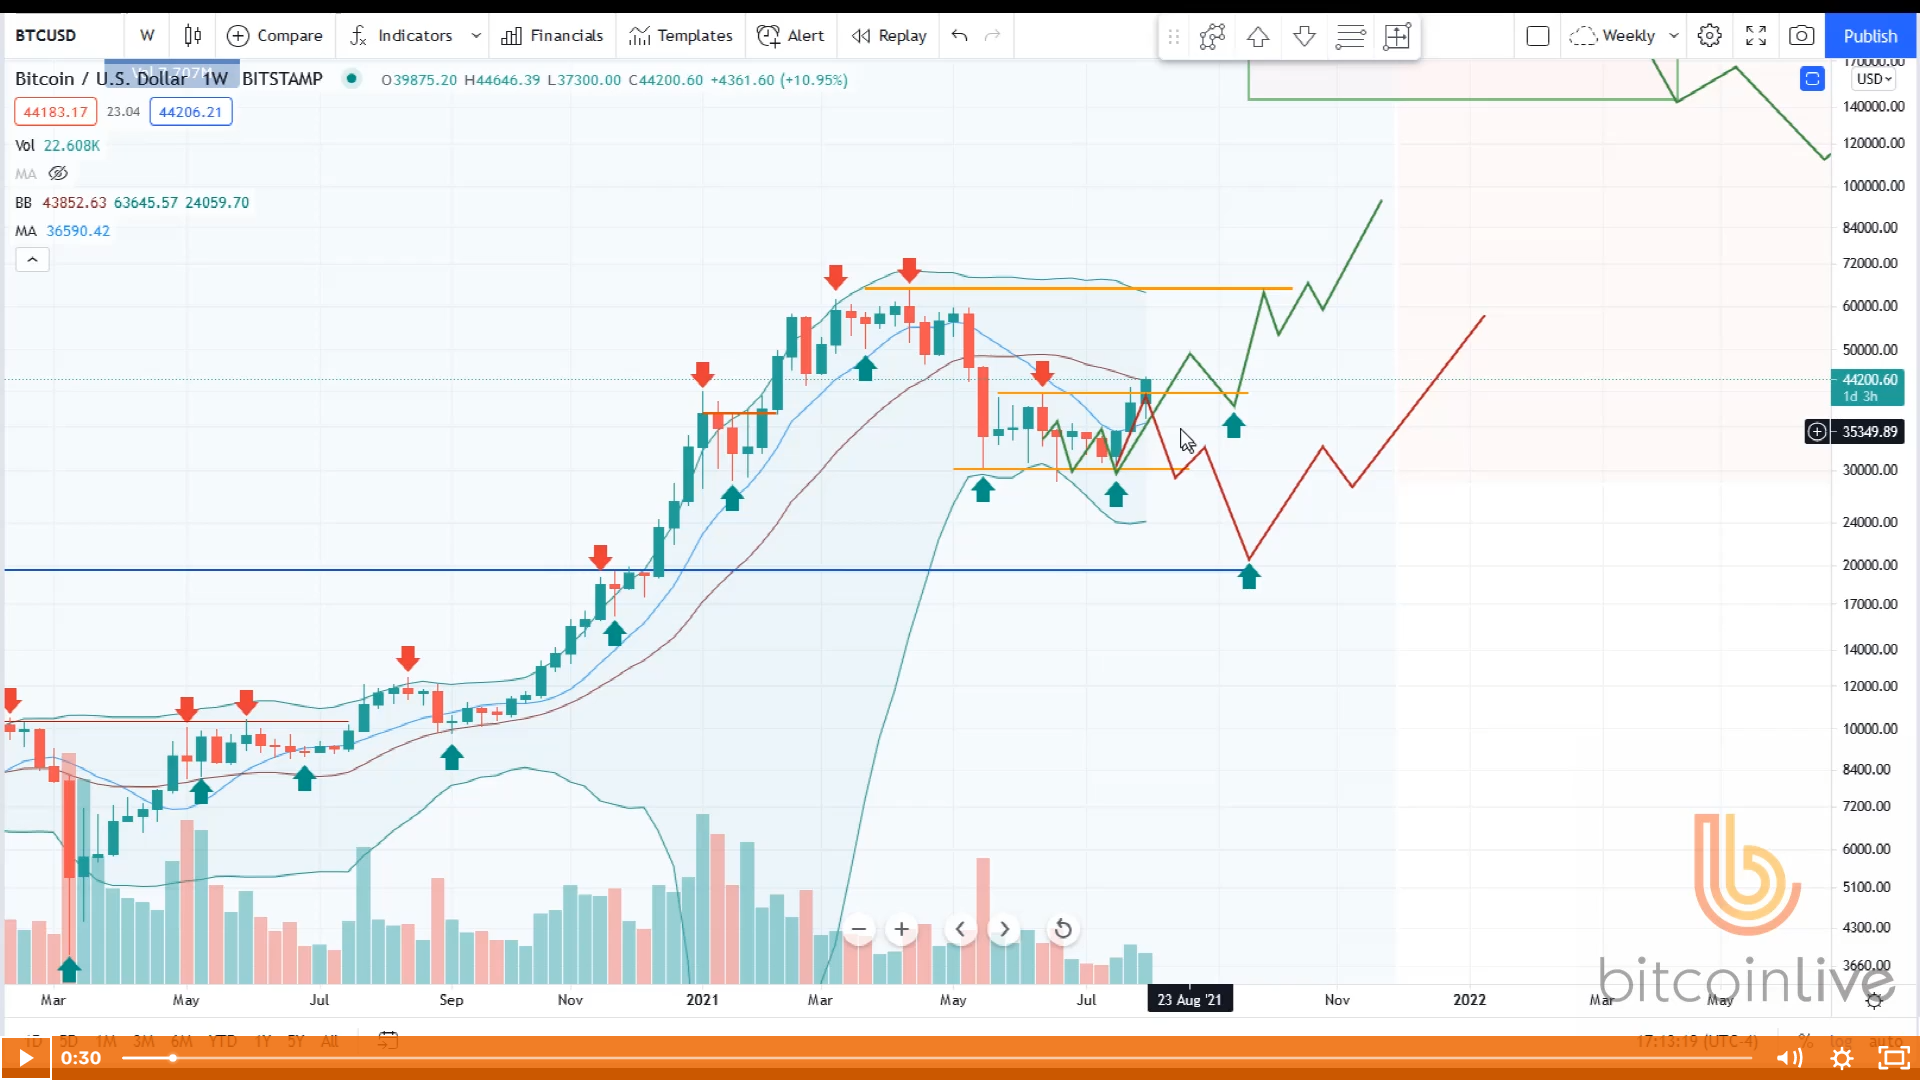 BTCUSD W Compare Indicators Financials Templates Alert Replay Weekly Publish
Bitcoin / U.S. Dollar 1W BITSTAMP O39875.20 H44646.39 L37300.00 C44200.60 +4361.60 (+10.95%)
44183.17 23.04 44206.21
Vol 22.608K
MA
BB 43852.63 63645.57 24059.70
MA 36590.42
170000.00
USD
140000.00
120000.00
100000.00
84000.00
72000.00
60000.00
50000.00
44200.60
1d 3h
35349.89
30000.00
24000.00
20000.00
17000.00
14000.00
12000.00
10000.00
8400.00
7200.00
6000.00
5100.00
4300.00
3660.00
bitcoinlive
Mar May Jul Sep Nov 2021 Mar May Jul 23 Aug '21 Nov 2022 Mar May
1D 5D 1M 3M 6M YTD 1Y 5Y All 17:13:19 (UTC-4) % log auto
0:30